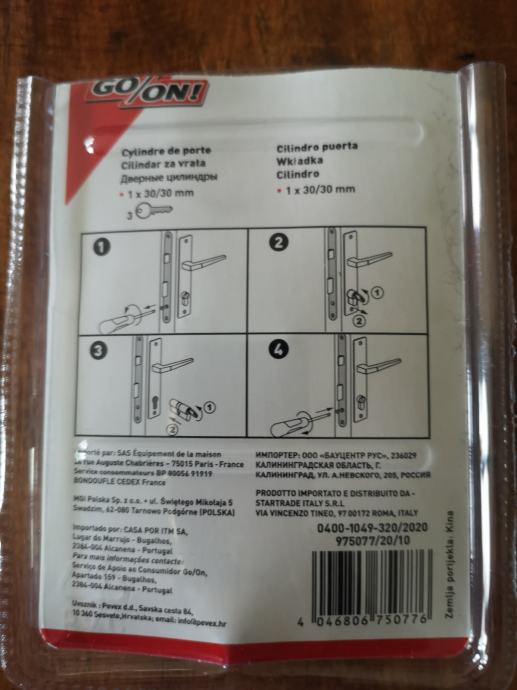 GO/ON!
Cylindre de porte
Cilindar za vrata
Дверные цилиндры
• 1 x 30/30 mm
3
Cilindro puerta
Wkładka
Cilindro
• 1 x 30/30 mm
1
2
1
2
3
1
2
4
Importé par: SAS Équipement de la maison
La rue Auguste Chabrières – 75015 Paris - France
Service consommateurs BP 80056 91919
BONDOUFLE CEDEX France
MGI Polska Sp. z o.o. • ul. Świętego Mikołaja 5
Swadzim, 62-080 Tarnowo Podgórne (POLSKA)
Importado por: CASA POR ITM SA,
Lugar do Marrujo - Bugalhos,
2384-004 Alcanena - Portugal
Para mais informações contacte:
Serviço de Apoio ao Consumidor Go/On,
Apartado 159 - Bugalhos,
2384-004 Alcanena - Portugal
Uvoznik : Pevex d.d., Savska cesta 84,
10 360 Sesvete,Hrvatska; email: info@pevex.hr
ИМПОРТЕР: ООО «БАУЦЕНТР РУС», 236029
КАЛИНИНГРАДСКАЯ ОБЛАСТЬ, Г.
КАЛИНИНГРАД, УЛ. А.НЕВСКОГО, 205, РОССИЯ
PRODOTTO IMPORTATO E DISTRIBUITO DA -
STARTRADE ITALY S.R.L
VIA VINCENZO TINEO, 97 00172 ROMA, ITALY
0400-1049-320/2020
975077/20/10
4 046806 750776
Zemlja porijekla: Kina